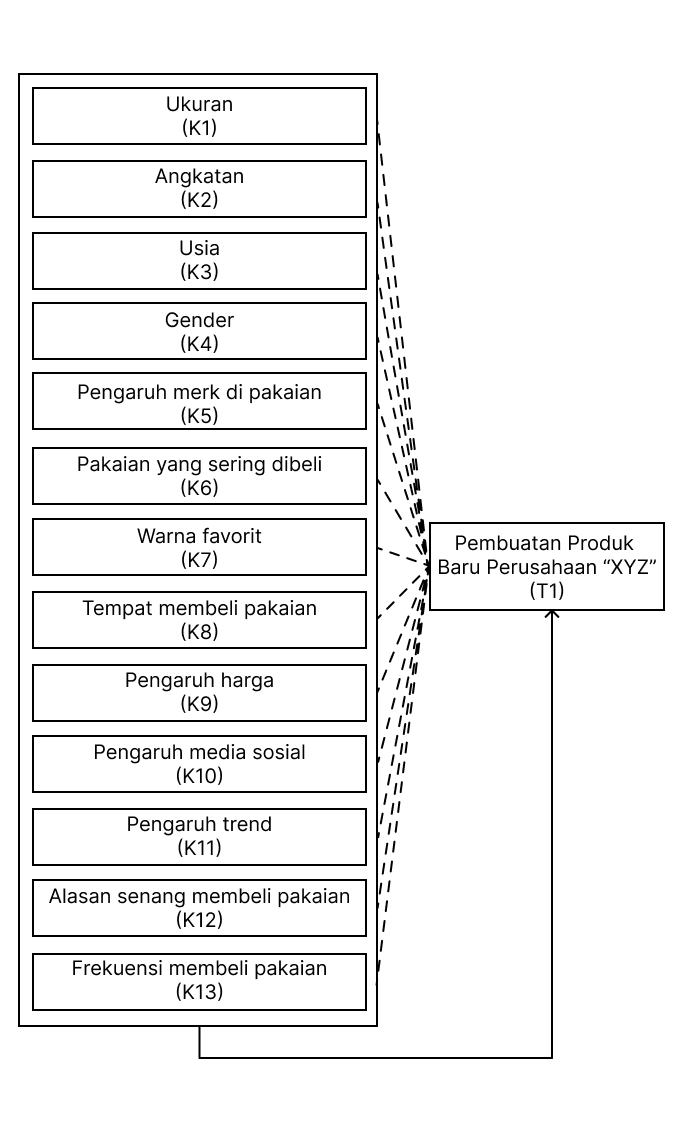 Ukuran
(K1)
Angkatan
(K2)
Usia
(K3)
Gender
(K4)
Pengaruh merk di pakaian
(K5)
Pakaian yang sering dibeli
(K6)
Warna favorit
(K7)
Tempat membeli pakaian
(K8)
Pengaruh harga
(K9)
Pengaruh media sosial
(K10)
Pengaruh trend
(K11)
Alasan senang membeli pakaian
(K12)
Frekuensi membeli pakaian
(K13)
Pembuatan Produk
Baru Perusahaan “XYZ”
(T1)